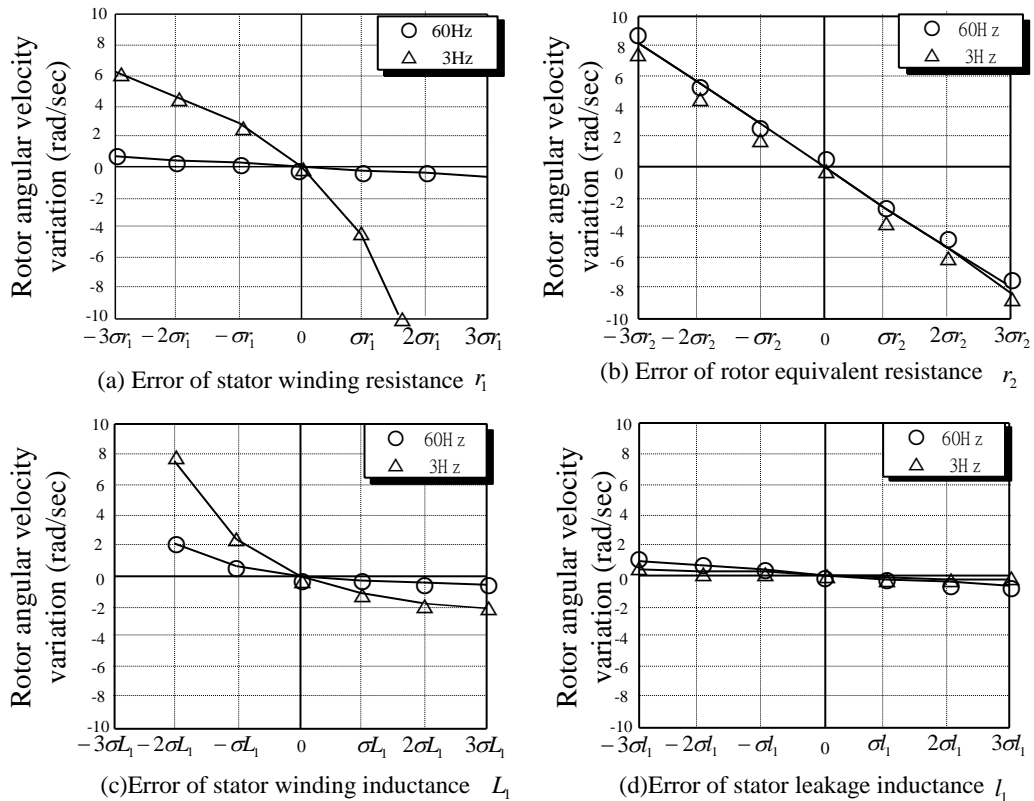 Rotor angular velocity
variation (rad/sec)
10
8
6
4
2
0
-2
-4
-6
-8
-10
60Hz
3Hz
−3σr₁ −2σr₁ −σr₁ 0 σr₁ 2σr₁ 3σr₁
(a) Error of stator winding resistance r₁
Rotor angular velocity
variation (rad/sec)
10
8
6
4
2
0
-2
-4
-6
-8
-10
60Hz
3Hz
−3σr₂ −2σr₂ −σr₂ 0 σr₂ 2σr₂ 3σr₂
(b) Error of rotor equivalent resistance r₂
Rotor angular velocity
variation (rad/sec)
10
8
6
4
2
0
-2
-4
-6
-8
-10
60Hz
3Hz
−3σL₁ −2σL₁ −σL₁ 0 σL₁ 2σL₁ 3σL₁
(c)Error of stator winding inductance L₁
Rotor angular velocity
variation (rad/sec)
10
8
6
4
2
0
-2
-4
-6
-8
-10
60Hz
3Hz
−3σl₁ −2σl₁ −σl₁ 0 σl₁ 2σl₁ 3σl₁
(d)Error of stator leakage inductance l₁